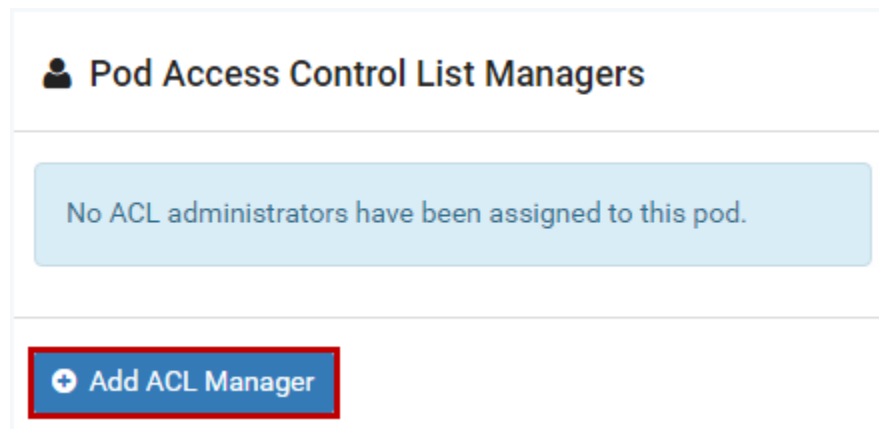 Pod Access Control List Managers
No ACL administrators have been assigned to this pod.
Add ACL Manager